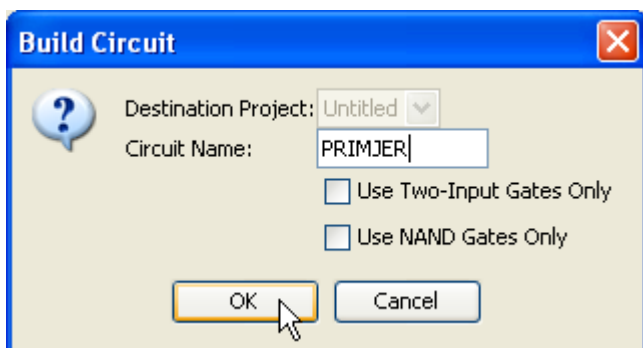 Build Circuit
Destination Project: Untitled
Circuit Name: PRIMJER
Use Two-Input Gates Only
Use NAND Gates Only
OK Cancel